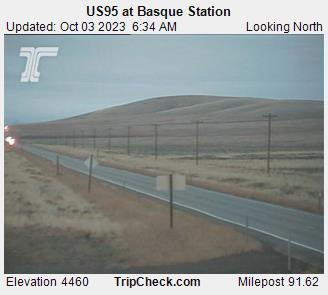 US95 at Basque Station
Updated: Oct 03 2023 6:34 AM Looking North
Elevation 4460 TripCheck.com Milepost 91.62